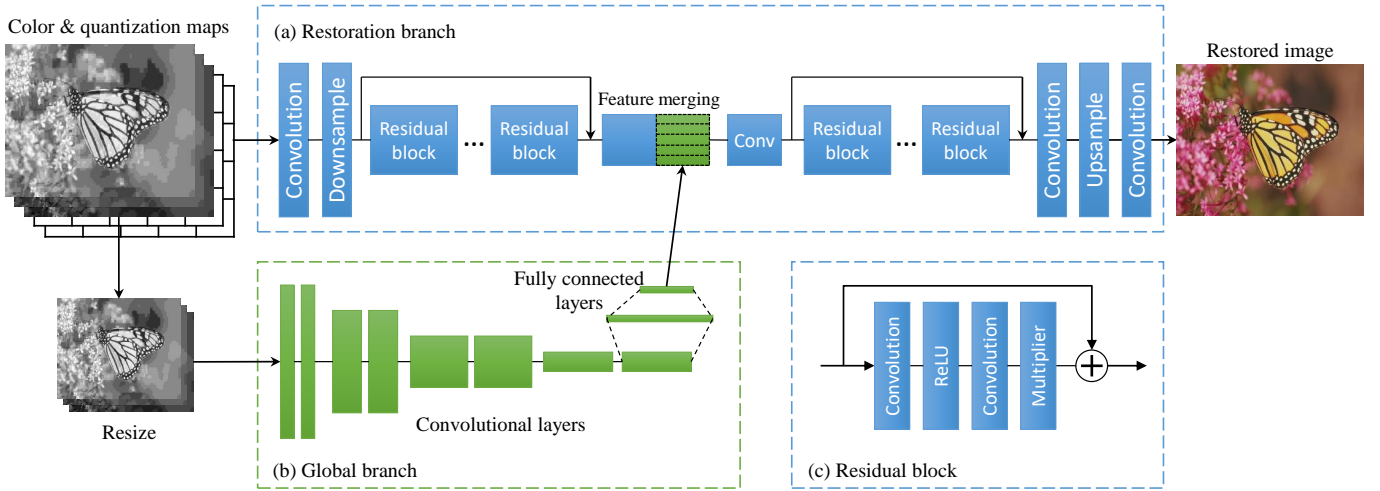 Color & quantization maps
(a) Restoration branch
Restored image
Convolution
Downsample
Residual
block
...
Residual
block
Feature merging
Conv
Residual
block
...
Residual
block
Convolution
Upsample
Convolution
Resize
Fully connected
layers
Convolutional layers
(b) Global branch
Convolution
ReLU
Convolution
Multiplier
(c) Residual block